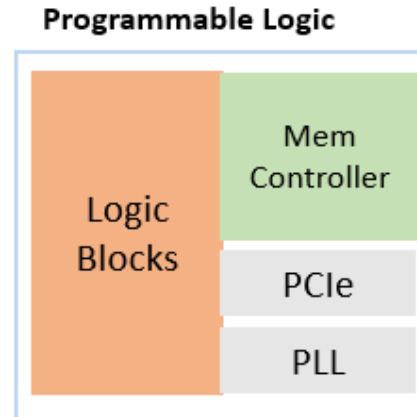 Programmable Logic
Logic
Blocks
Mem
Controller
PCIe
PLL